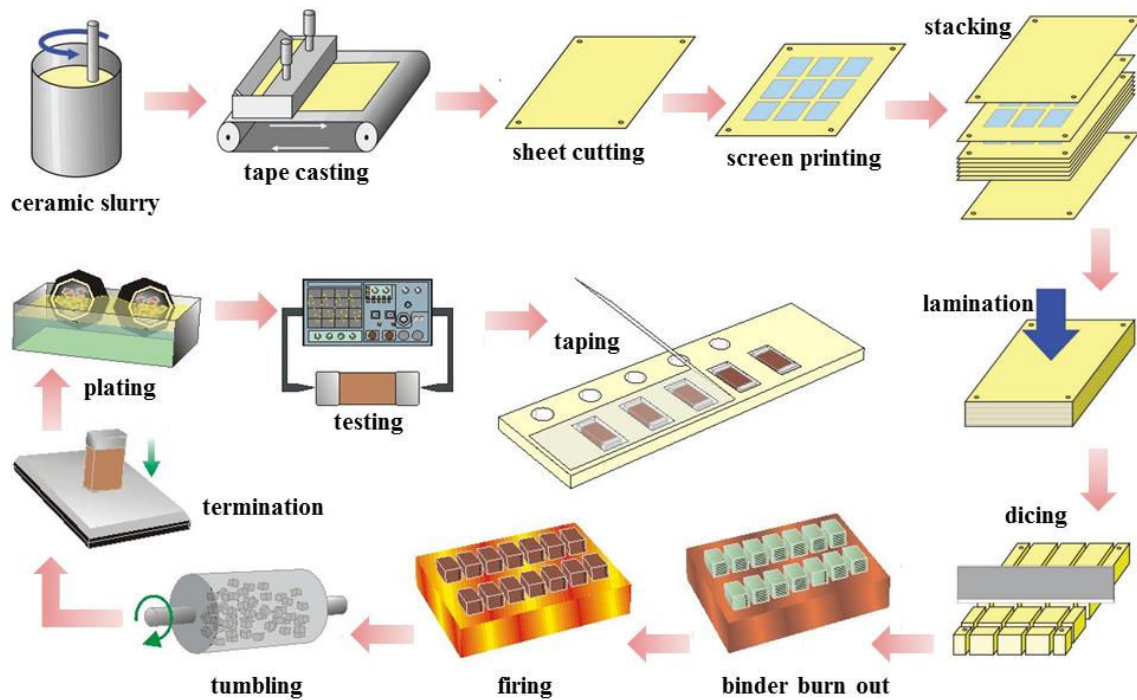 ceramic slurry
tape casting
sheet cutting
screen printing
stacking
lamination
dicing
binder burn out
firing
tumbling
termination
plating
testing
taping